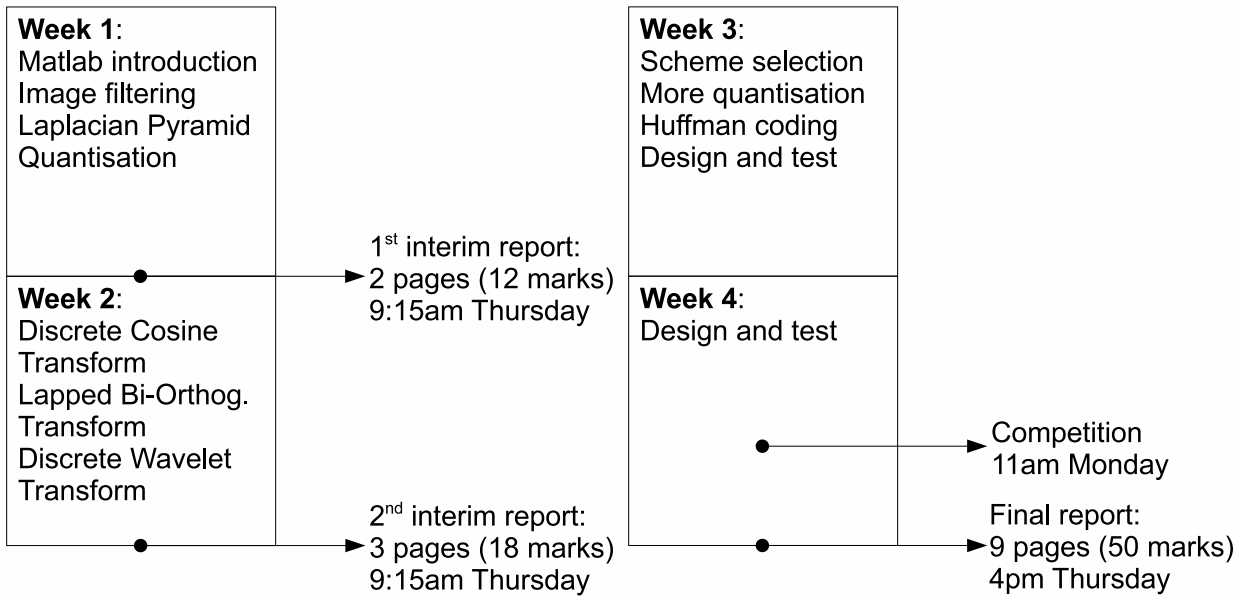 Week 1:
Matlab introduction
Image filtering
Laplacian Pyramid
Quantisation
1st interim report:
2 pages (12 marks)
9:15am Thursday
Week 2:
Discrete Cosine
Transform
Lapped Bi-Orthog.
Transform
Discrete Wavelet
Transform
2nd interim report:
3 pages (18 marks)
9:15am Thursday
Week 3:
Scheme selection
More quantisation
Huffman coding
Design and test
Week 4:
Design and test
Competition
11am Monday
Final report:
9 pages (50 marks)
4pm Thursday